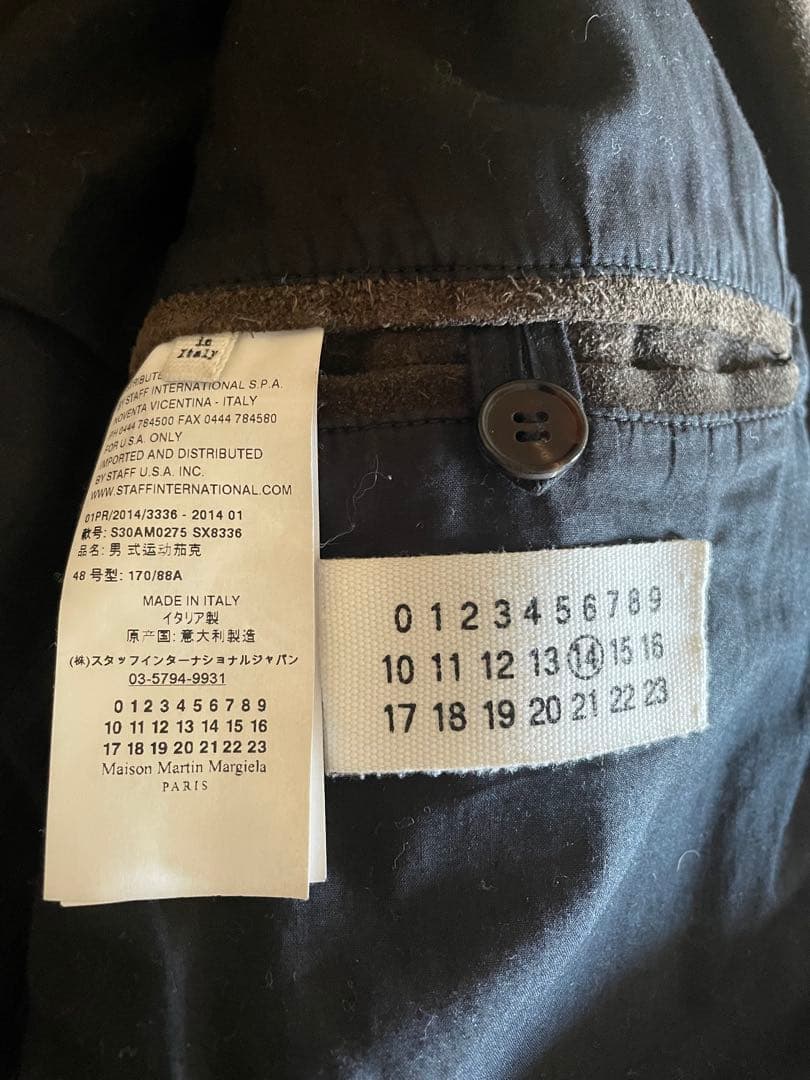 in
Italy
BY STAFF INTERNATIONAL S.P.A.
NOVENTA VICENTINA - ITALY
PH 0444 784500 FAX 0444 784580
FOR U.S.A. ONLY
IMPORTED AND DISTRIBUTED
BY STAFF U.S.A. INC.
WWW.STAFFINTERNATIONAL.COM
01PR/2014/3336 - 2014 01
款号: S30AM0275 SX8336
品名: 男 式运动茄克
48 号型: 170/88A
MADE IN ITALY
イタリア製
原产国: 意大利製造
(株)スタッフインターナショナルジャパン
03-5794-9931
0 1 2 3 4 5 6 7 8 9
10 11 12 13 14 15 16
17 18 19 20 21 22 23
Maison Martin Margiela
PARIS
0 1 2 3 4 5 6 7 8 9
10 11 12 13 14 15 16
17 18 19 20 21 22 23